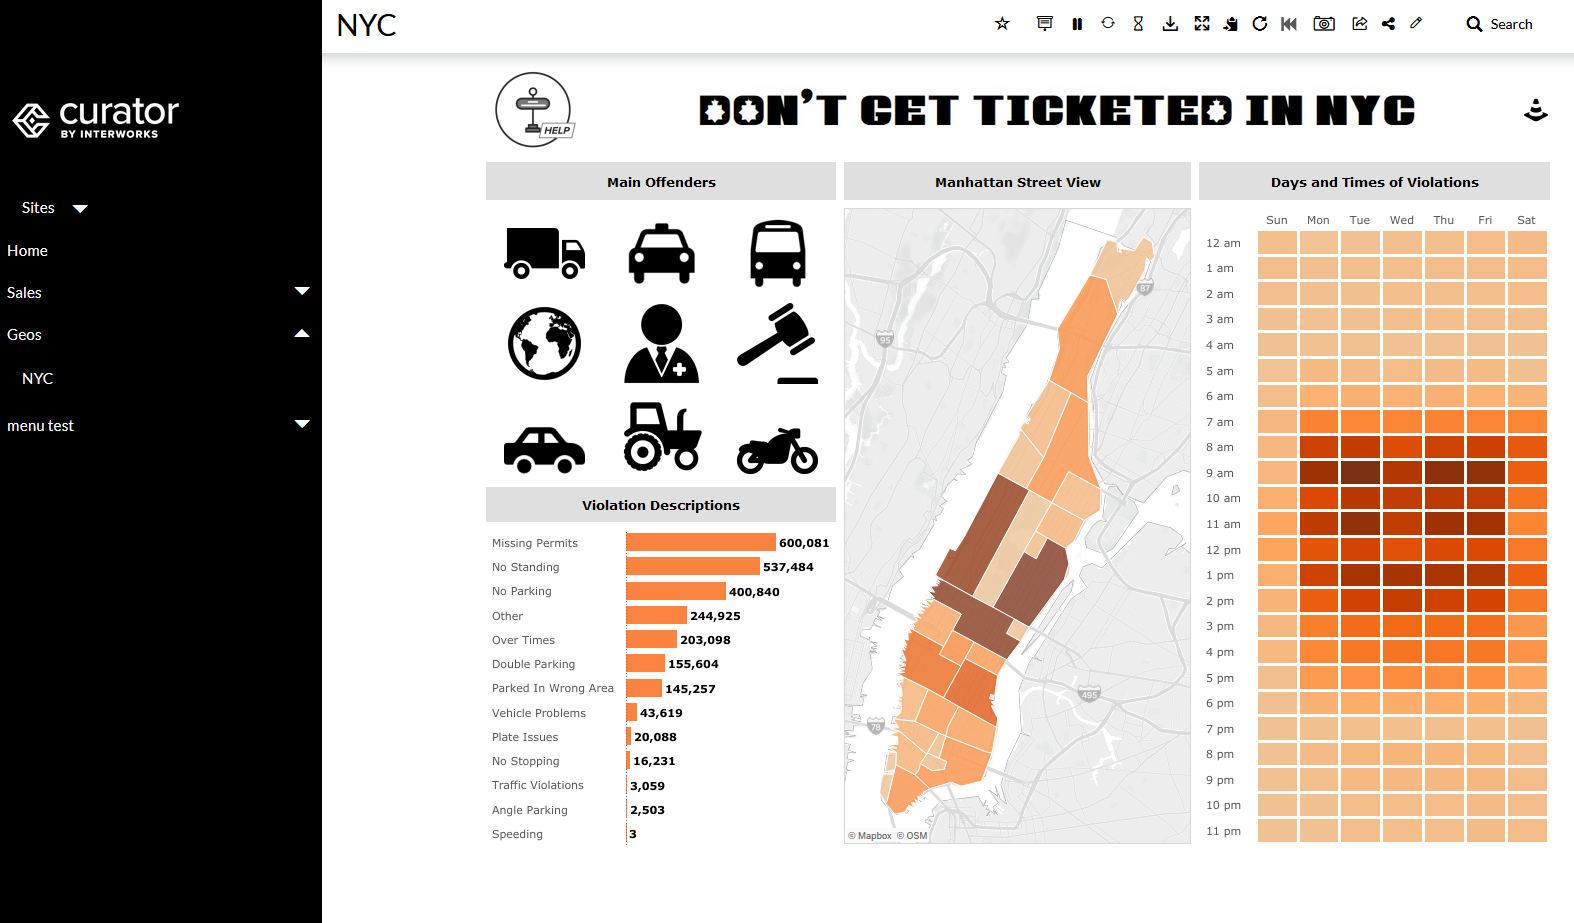 NYC
Search
curator
BY INTERWORKS
Sites
Home
Sales
Geos
NYC
menu test
HELP
DON'T GET TICKETED IN NYC
Main Offenders
Violation Descriptions
Missing Permits 600,081
No Standing 537,484
No Parking 400,840
Other 244,925
Over Times 203,098
Double Parking 155,604
Parked In Wrong Area 145,257
Vehicle Problems 43,619
Plate Issues 20,088
No Stopping 16,231
Traffic Violations 3,059
Angle Parking 2,503
Speeding 3
Manhattan Street View
87
95
495
78
© Mapbox © OSM
Days and Times of Violations
Sun Mon Tue Wed Thu Fri Sat
12 am
1 am
2 am
3 am
4 am
5 am
6 am
7 am
8 am
9 am
10 am
11 am
12 pm
1 pm
2 pm
3 pm
4 pm
5 pm
6 pm
7 pm
8 pm
9 pm
10 pm
11 pm